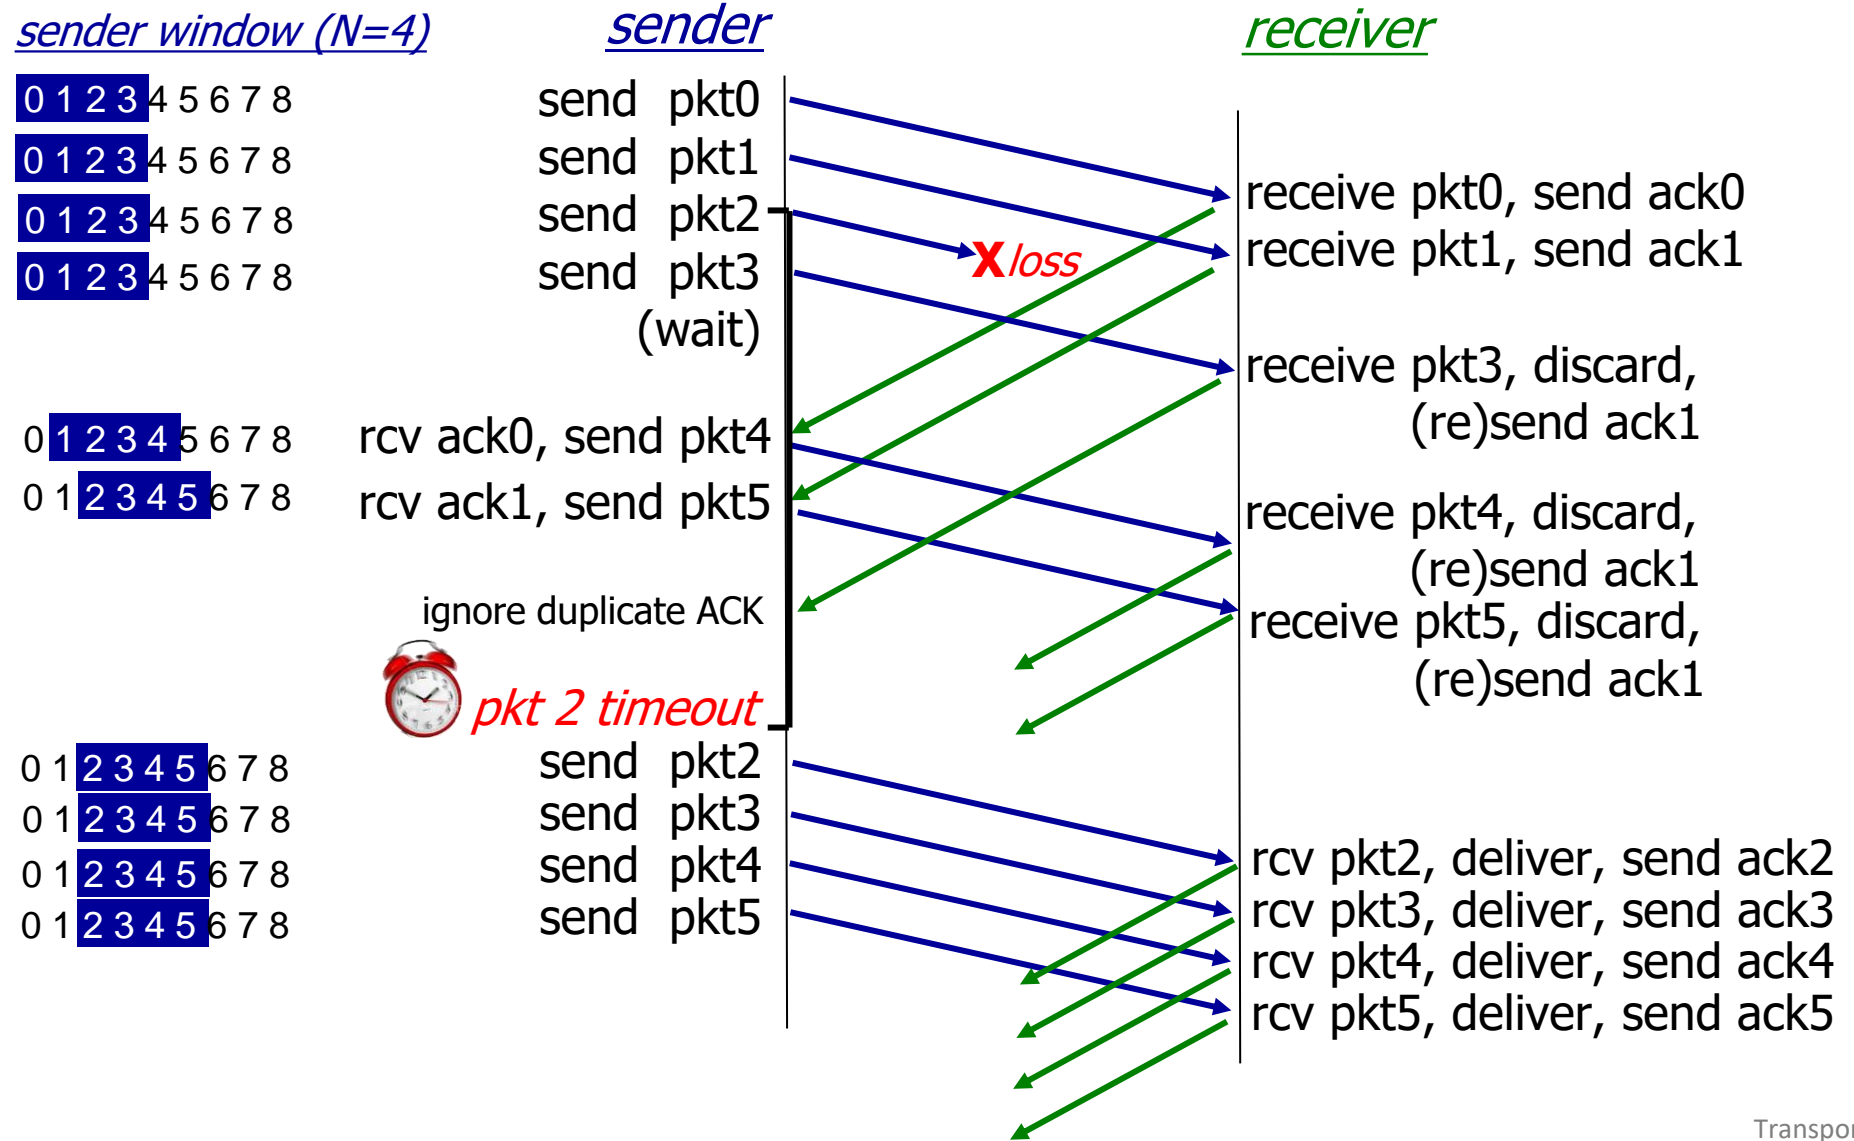 sender window (N=4)
sender
receiver
0 1 2 3 4 5 6 7 8
send pkt0
0 1 2 3 4 5 6 7 8
send pkt1
0 1 2 3 4 5 6 7 8
send pkt2
0 1 2 3 4 5 6 7 8
send pkt3
(wait)
X loss
receive pkt0, send ack0
receive pkt1, send ack1
receive pkt3, discard,
(re)send ack1
0 1 2 3 4 5 6 7 8
rcv ack0, send pkt4
0 1 2 3 4 5 6 7 8
rcv ack1, send pkt5
receive pkt4, discard,
(re)send ack1
ignore duplicate ACK
receive pkt5, discard,
(re)send ack1
pkt 2 timeout
0 1 2 3 4 5 6 7 8
send pkt2
0 1 2 3 4 5 6 7 8
send pkt3
0 1 2 3 4 5 6 7 8
send pkt4
0 1 2 3 4 5 6 7 8
send pkt5
rcv pkt2, deliver, send ack2
rcv pkt3, deliver, send ack3
rcv pkt4, deliver, send ack4
rcv pkt5, deliver, send ack5
Transpor